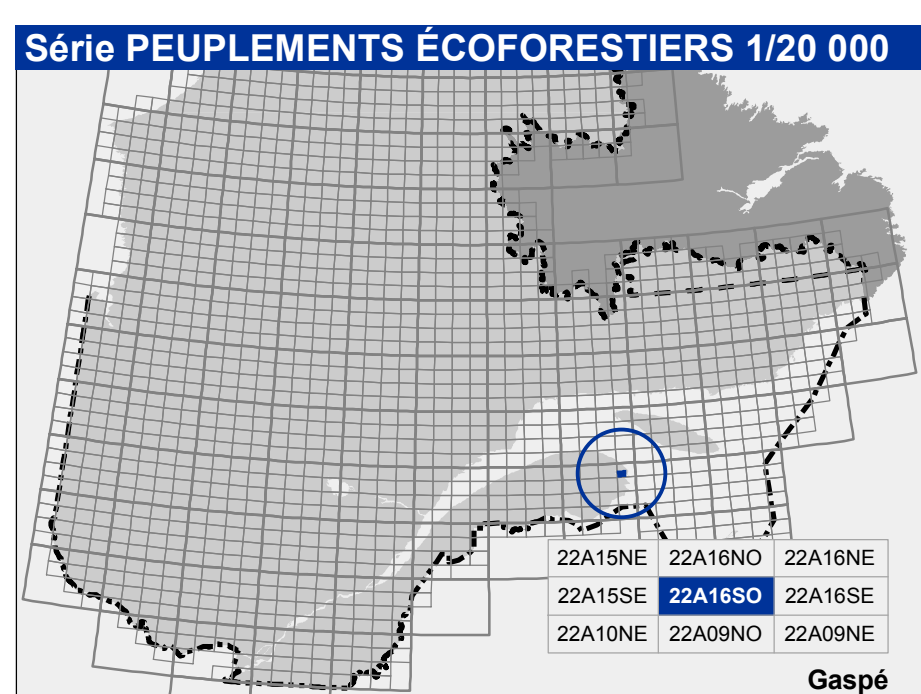 Série PEUPLEMENTS ÉCOFORESTIERS 1/20 000
22A15NE 22A16NO 22A16NE
22A15SE 22A16SO 22A16SE
22A10NE 22A09NO 22A09NE
Gaspé